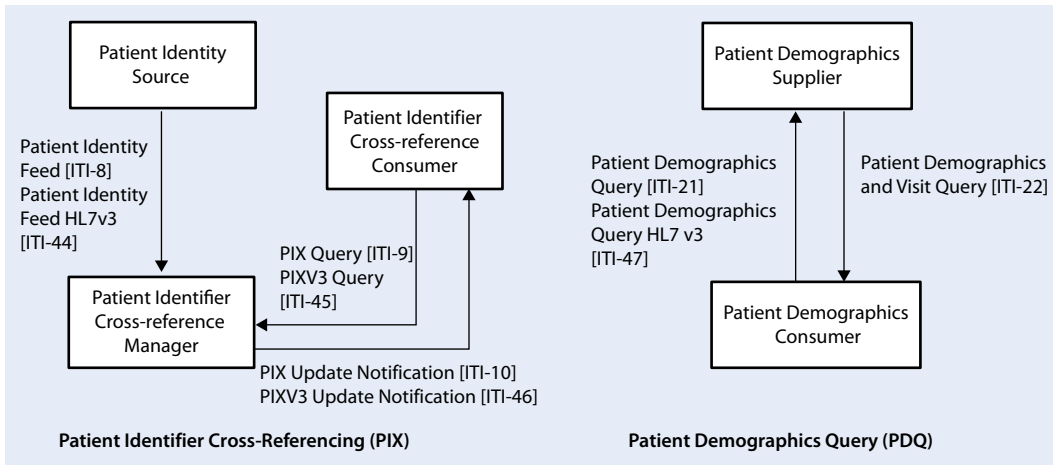 Patient Identity
Source
Patient Identity
Feed [ITI-8]
Patient Identity
Feed HL7v3
[ITI-44]
Patient Identifier
Cross-reference
Consumer
PIX Query [ITI-9]
PIXV3 Query
[ITI-45]
Patient Identifier
Cross-reference
Manager
PIX Update Notification [ITI-10]
PIXV3 Update Notification [ITI-46]
Patient Identifier Cross-Referencing (PIX)
Patient Demographics
Supplier
Patient Demographics
Query [ITI-21]
Patient Demographics
Query HL7 v3
[ITI-47]
Patient Demographics
and Visit Query [ITI-22]
Patient Demographics
Consumer
Patient Demographics Query (PDQ)